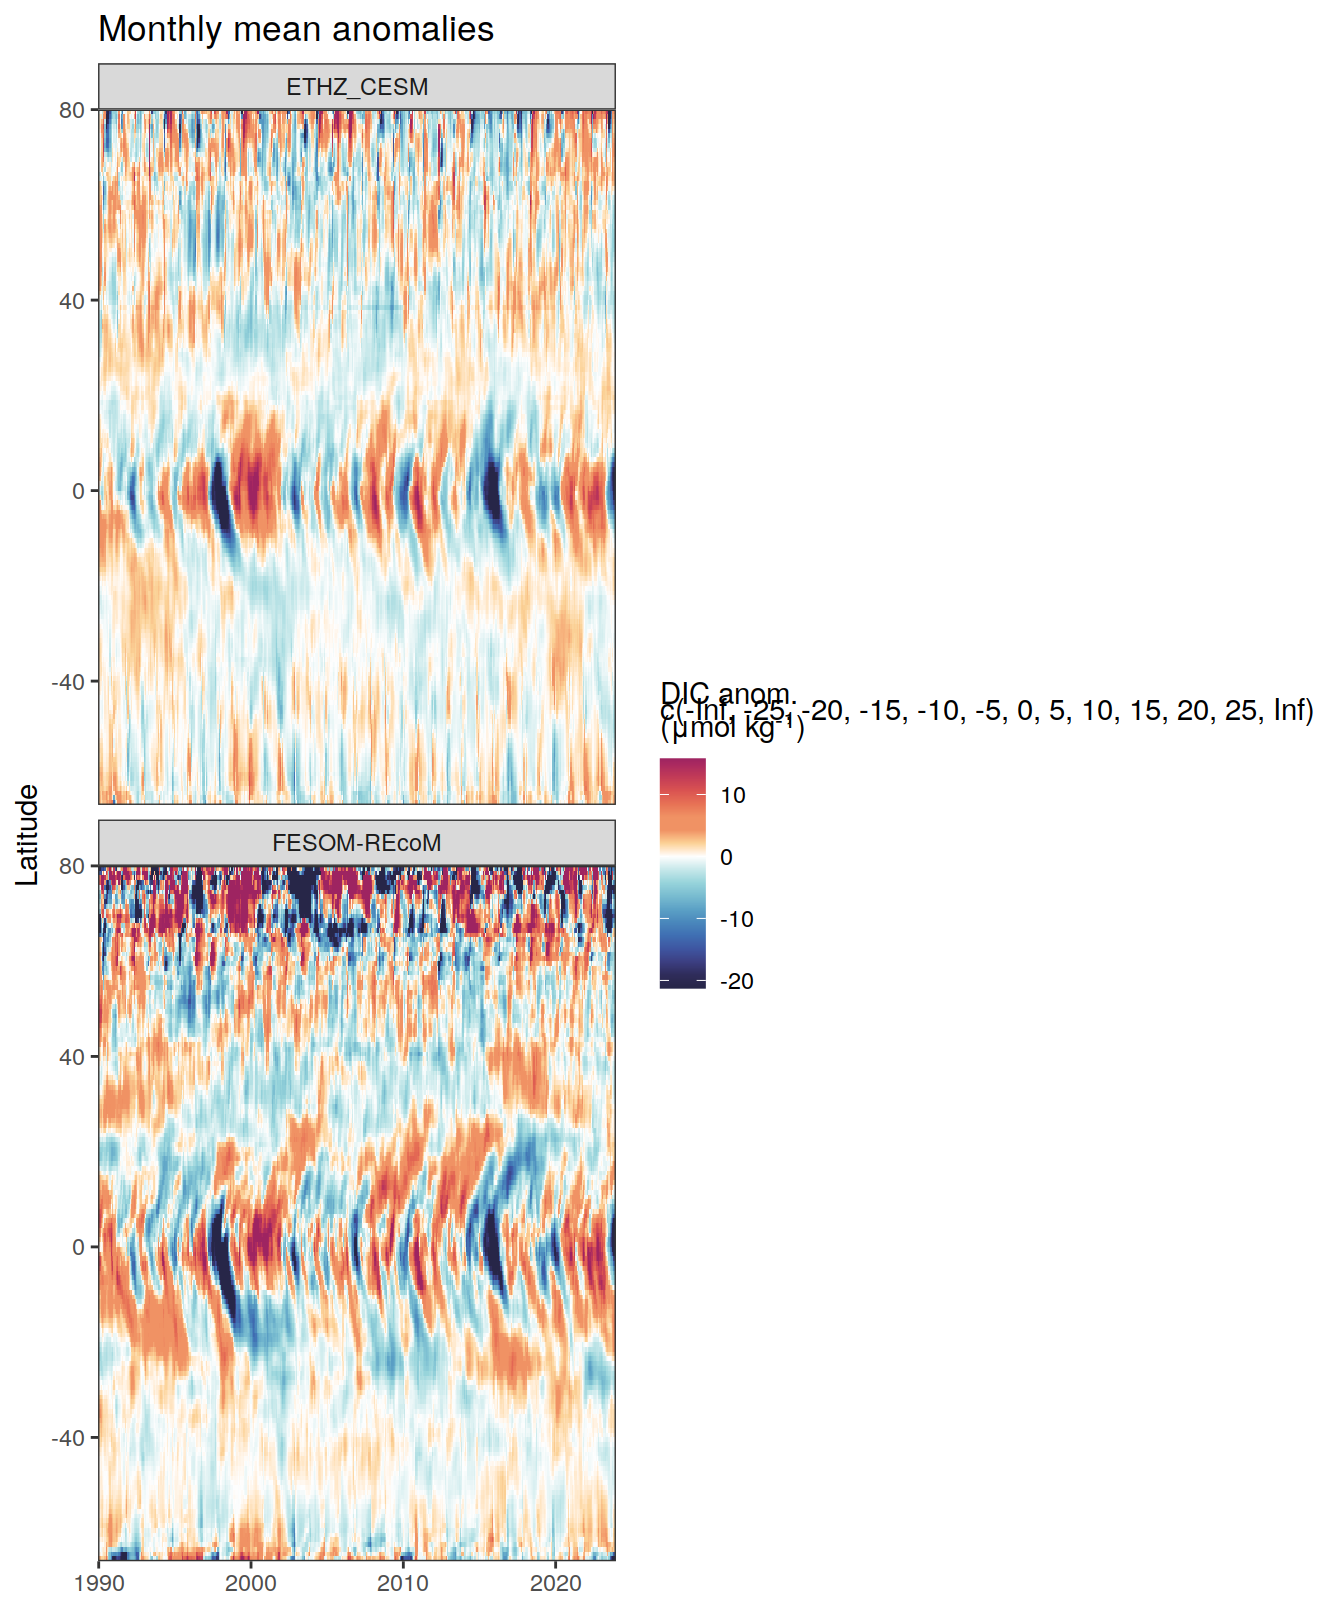 Monthly mean anomalies
ETHZ_CESM
80
40
0
-40
Latitude
FESOM-REcoM
80
40
0
-40
1990 2000 2010 2020
DIC anom.
c(-Inf, -25, -20, -15, -10, -5, 0, 5, 10, 15, 20, 25, Inf)
(μmol kg⁻¹)
10
0
-10
-20